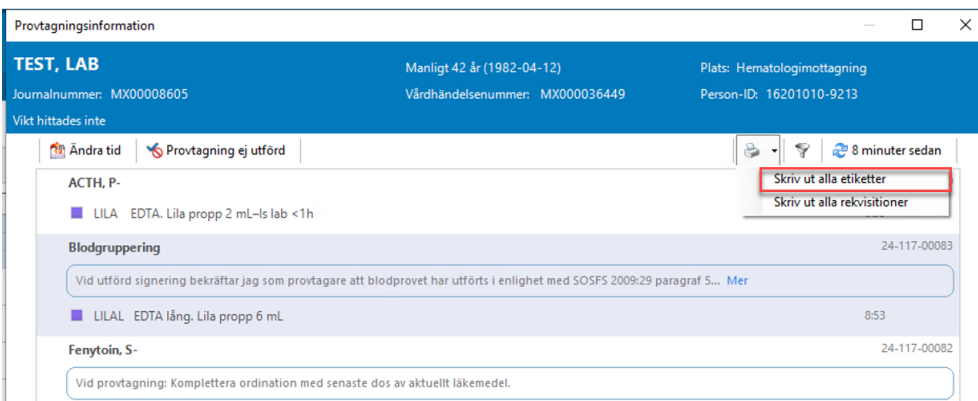 Provtagningsinformation
TEST, LAB
Manligt 42 år (1982-04-12)
Plats: Hematologimottagning
Journalnummer: MX00008605
Vårdhändelsenummer: MX000036449
Person-ID: 16201010-9213
Vikt hittades inte
Ändra tid
Provtagning ej utförd
8 minuter sedan
Skriv ut alla etiketter
Skriv ut alla rekvisitioner
ACTH, P-
LILA EDTA. Lila propp 2 mL–Is lab <1h
Blodgruppering
24-117-00083
Vid utförd signering bekräftar jag som provtagare att blodprovet har utförts i enlighet med SOSFS 2009:29 paragraf 5... Mer
LILAL EDTA lång. Lila propp 6 mL
8:53
Fenytoin, S-
24-117-00082
Vid provtagning: Komplettera ordination med senaste dos av aktuellt läkemedel.